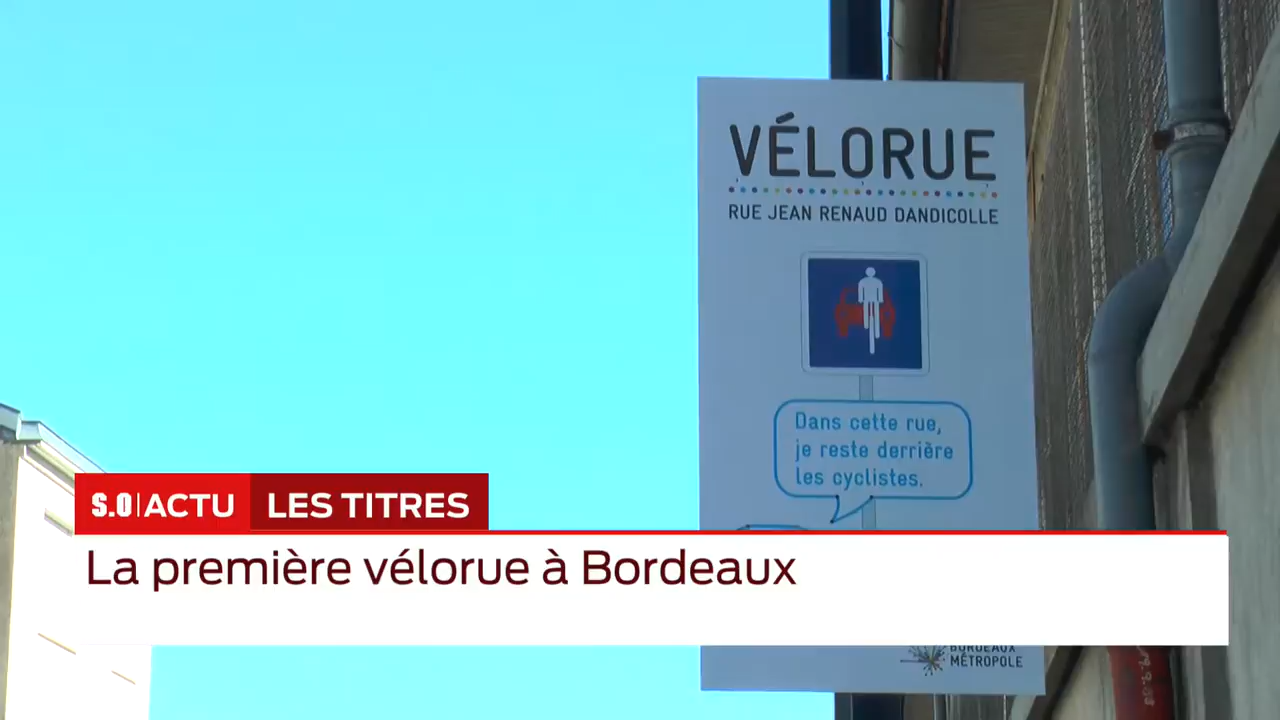 VÉLORUE
RUE JEAN RENAUD DANDICOLLE
Dans cette rue,
je reste derrière
les cyclistes.
S.O ACTU LES TITRES
La première vélorue à Bordeaux
BORDEAUX
MÉTROPOLE